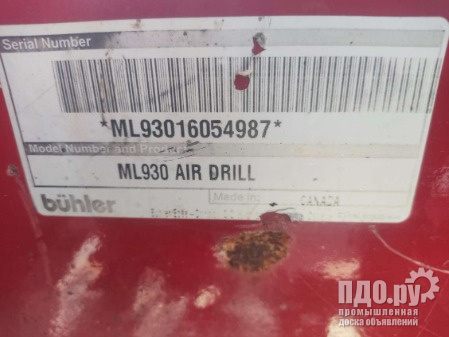 Serial Number
*ML93016054987*
Model Number and Product
ML930 AIR DRILL
bühler
Made in: CANADA
ПДО.ру
промышленная
доска объявлений